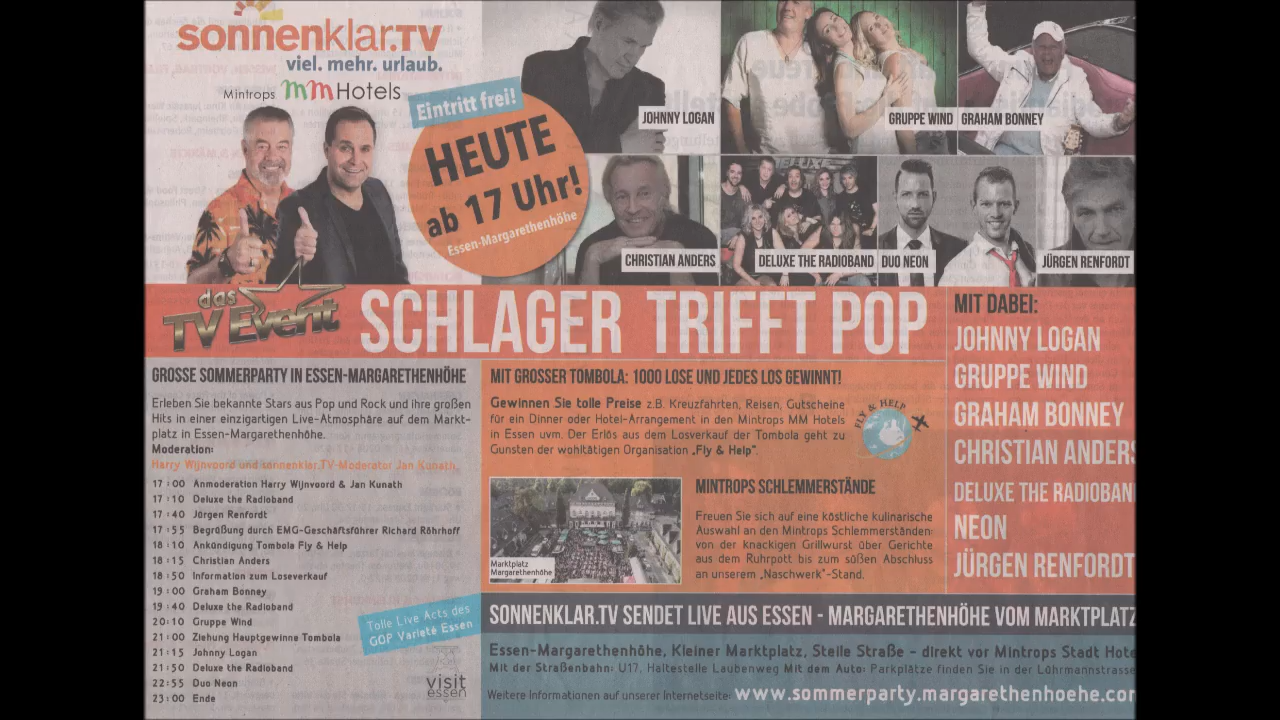 sonnenklar.TV
viel. mehr. urlaub.
Mintrops MM Hotels
Eintritt frei!
HEUTE
ab 17 Uhr!
Essen-Margarethenhöhe
JOHNNY LOGAN
GRUPPE WIND
GRAHAM BONNEY
CHRISTIAN ANDERS
DELUXE THE RADIOBAND
DUO NEON
JÜRGEN RENFORDT
das
TV Event
SCHLAGER TRIFFT POP
GROSSE SOMMERPARTY IN ESSEN-MARGARETHENHÖHE
Erleben Sie bekannte Stars aus Pop und Rock und ihre großen
Hits in einer einzigartigen Live-Atmosphäre auf dem Markt-
platz in Essen-Margarethenhöhe.
Moderation:
Harry Wijnvoord und sonnenklar.TV-Moderator Jan Kunath.
17:00 Anmoderation Harry Wijnvoord & Jan Kunath
17:10 Deluxe the Radioband
17:40 Jürgen Renfordt
17:55 Begrüßung durch EMG-Geschäftsführer Richard Röhrhoff
18:10 Ankündigung Tombola Fly & Help
18:15 Christian Anders
18:50 Information zum Loseverkauf
19:00 Graham Bonney
19:40 Deluxe the Radioband
20:10 Gruppe Wind
21:00 Ziehung Hauptgewinne Tombola
21:15 Johnny Logan
21:50 Deluxe the Radioband
22:55 Duo Neon
23:00 Ende
Tolle Live Acts des
GOP Varieté Essen
visit
essen
MIT GROSSER TOMBOLA: 1000 LOSE UND JEDES LOS GEWINNT!
Gewinnen Sie tolle Preise z.B. Kreuzfahrten, Reisen, Gutscheine
für ein Dinner oder Hotel-Arrangement in den Mintrops MM Hotels
in Essen uvm. Der Erlös aus dem Losverkauf der Tombola geht zu
Gunsten der wohltätigen Organisation „Fly & Help".
FLY & HELP
Marktplatz
Margarethenhöhe
MINTROPS SCHLEMMERSTÄNDE
Freuen Sie sich auf eine köstliche kulinarische
Auswahl an den Mintrops Schlemmerständen:
von der knackigen Grillwurst über Gerichte
aus dem Ruhrpott bis zum süßen Abschluss
an unserem „Naschwerk"-Stand.
MIT DABEI:
JOHNNY LOGAN
GRUPPE WIND
GRAHAM BONNEY
CHRISTIAN ANDERS
DELUXE THE RADIOBAN
NEON
JÜRGEN RENFORDT
SONNENKLAR.TV SENDET LIVE AUS ESSEN - MARGARETHENHÖHE VOM MARKTPLATZ
Essen-Margarethenhöhe, Kleiner Marktplatz, Steile Straße – direkt vor Mintrops Stadt Hote
Mit der Straßenbahn: U17, Haltestelle Laubenweg Mit dem Auto: Parkplätze finden Sie in der Lührmannstrasse
Weitere Informationen auf unserer Internetseite: www.sommerparty.margarethenhoehe.com